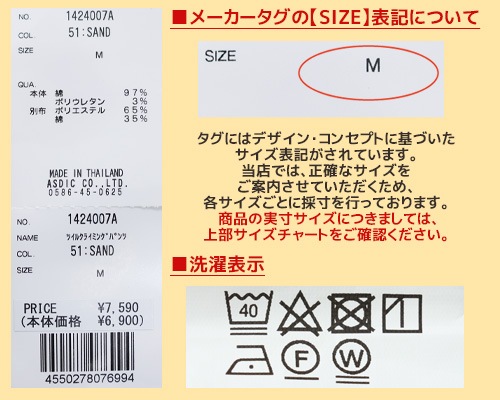 NO. 1424007A
COL. 51:SAND
SIZE M
QUA.
本体 綿 97%
ポリウレタン 3%
別布 ポリエステル 65%
綿 35%
MADE IN THAILAND
ASDIC CO.,LTD.
0586-45-0625
NO. 1424007A
NAME ツイルクライミングパンツ
COL. 51:SAND
SIZE M
PRICE ¥7,590
(本体価格 ¥6,900)
4550278076994
■メーカータグの【SIZE】表記について
SIZE M
タグにはデザイン・コンセプトに基づいた
サイズ表記がされています。
当店では、正確なサイズを
ご案内させていただくため、
各サイズごとに採寸を行っております。
商品の実寸サイズにつきましては、
上部サイズチャートをご確認ください。
■洗濯表示
40
F W